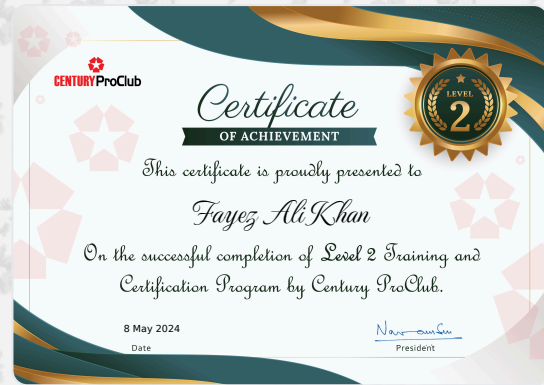 CENTURY ProClub
LEVEL
2
Certificate
OF ACHIEVEMENT
This certificate is proudly presented to
Fayez Ali Khan
On the successful completion of Level 2 Training and
Certification Program by Century ProClub.
8 May 2024
Date
President